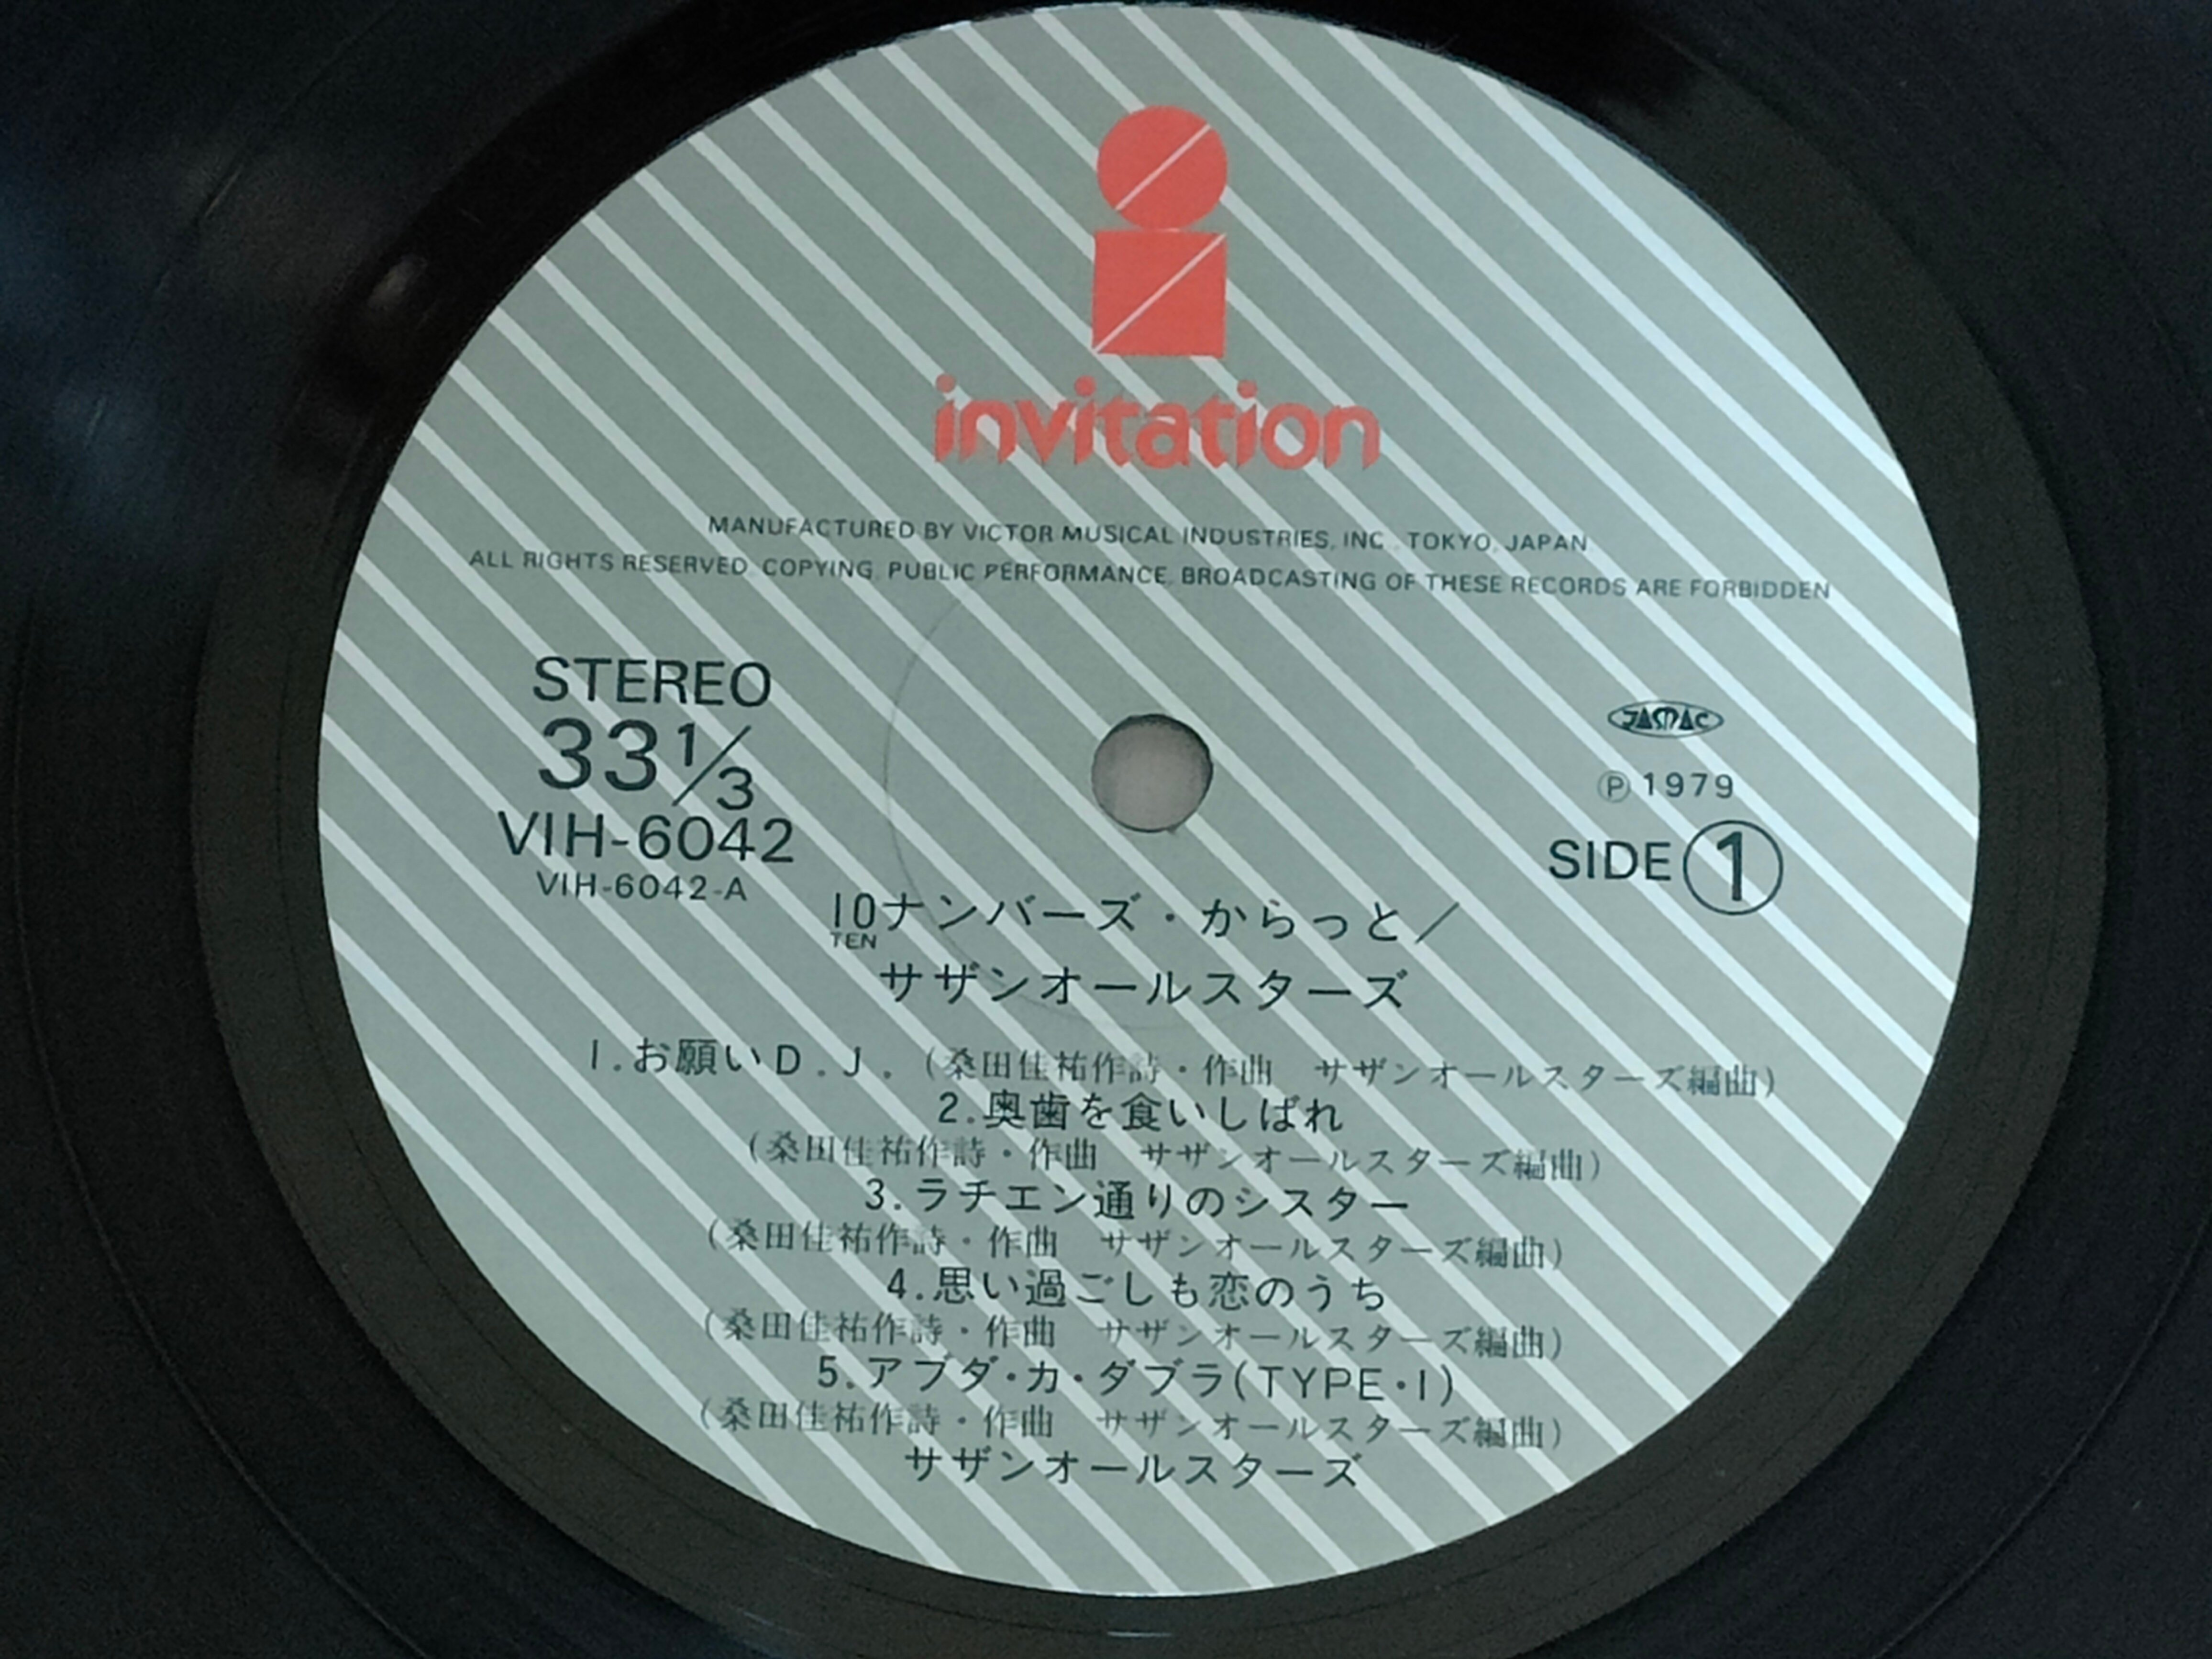 invitation
MANUFACTURED BY VICTOR MUSICAL INDUSTRIES, INC. TOKYO, JAPAN
ALL RIGHTS RESERVED. COPYING, PUBLIC PERFORMANCE, BROADCASTING OF THESE RECORDS ARE FORBIDDEN
STEREO
33 1/3
VIH-6042
VIH-6042-A
JASRAC
Ⓟ 1979
SIDE ①
10ナンバーズ・からっと／
TEN
サザンオールスターズ
1.お願いD.J. (桑田佳祐作詩・作曲 サザンオールスターズ編曲)
2.奥歯を食いしばれ
(桑田佳祐作詩・作曲 サザンオールスターズ編曲)
3.ラチエン通りのシスター
(桑田佳祐作詩・作曲 サザンオールスターズ編曲)
4.思い過ごしも恋のうち
(桑田佳祐作詩・作曲 サザンオールスターズ編曲)
5.アブダ・カ・ダブラ(TYPE・1)
(桑田佳祐作詩・作曲 サザンオールスターズ編曲)
サザンオールスターズ